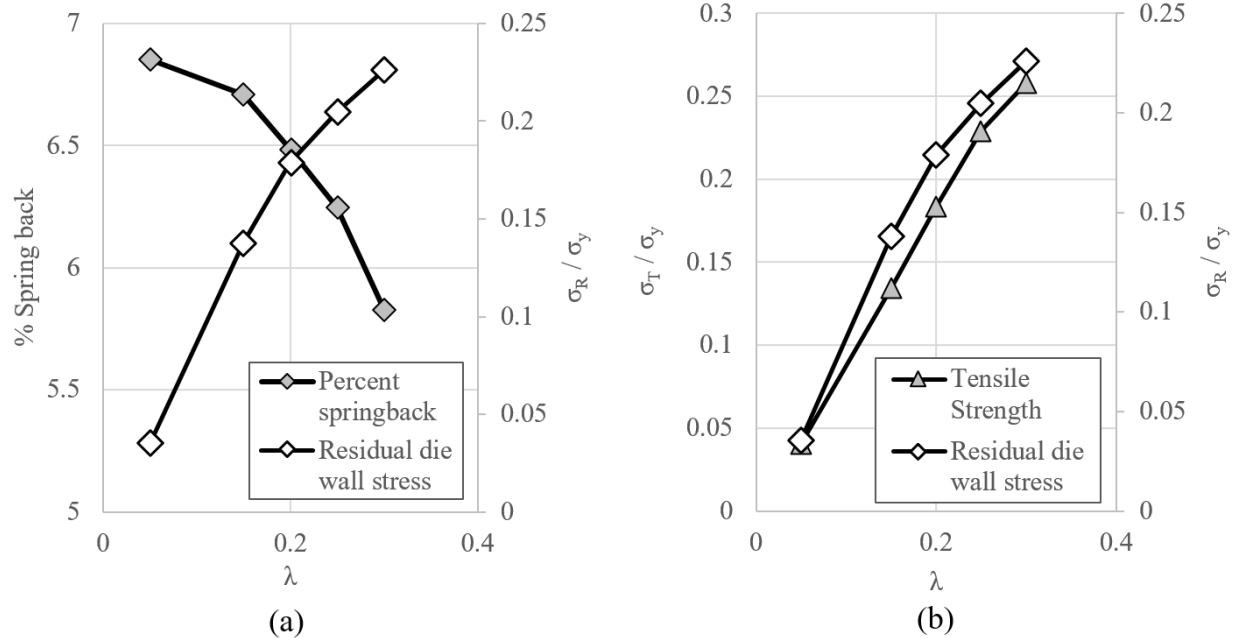 7
6.5
6
5.5
5
% Spring back
0.25
0.2
0.15
0.1
0.05
0
σR / σy
Percent
springback
Residual die
wall stress
0
0.2
0.4
λ
(a)
0.3
0.25
0.2
0.15
0.1
0.05
0
σT / σy
0.25
0.2
0.15
0.1
0.05
0
σR / σy
Tensile
Strength
Residual die
wall stress
0
0.2
0.4
λ
(b)